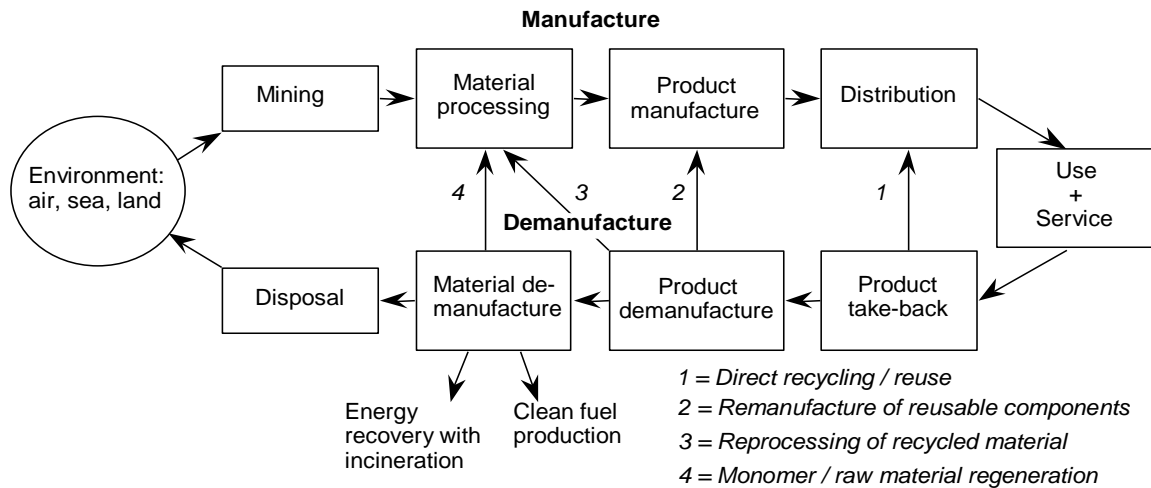 Manufacture
Mining
Material
processing
Product
manufacture
Distribution
Environment:
air, sea, land
Use
+
Service
4
3
2
1
Demanufacture
Disposal
Material de-
manufacture
Product
demanufacture
Product
take-back
Energy
recovery with
incineration
Clean fuel
production
1 = Direct recycling / reuse
2 = Remanufacture of reusable components
3 = Reprocessing of recycled material
4 = Monomer / raw material regeneration